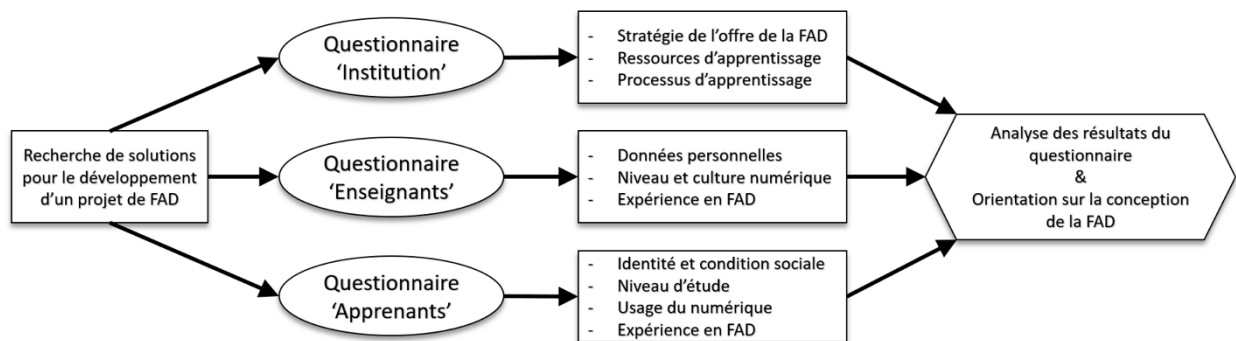 Recherche de solutions
pour le développement
d'un projet de FAD
Questionnaire
'Institution'
- Stratégie de l'offre de la FAD
- Ressources d'apprentissage
- Processus d'apprentissage
Questionnaire
'Enseignants'
- Données personnelles
- Niveau et culture numérique
- Expérience en FAD
Questionnaire
'Apprenants'
- Identité et condition sociale
- Niveau d'étude
- Usage du numérique
- Expérience en FAD
Analyse des résultats du
questionnaire
&
Orientation sur la conception
de la FAD